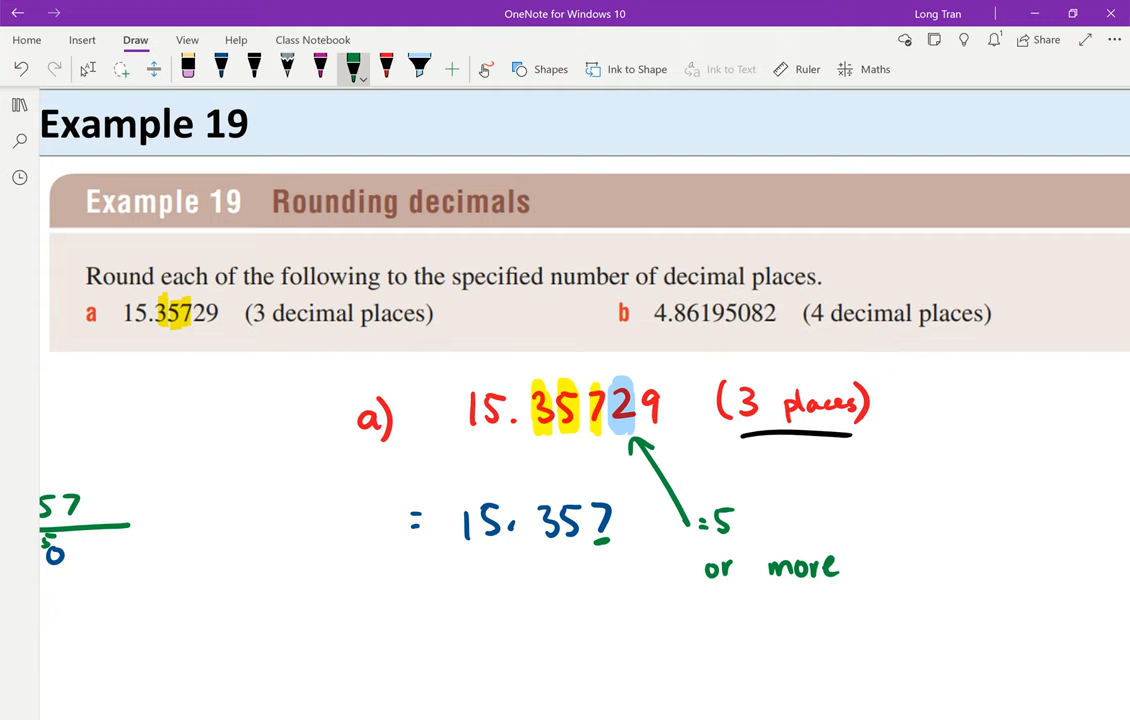 OneNote for Windows 10
Long Tran
Home Insert Draw View Help Class Notebook
Share
Shapes Ink to Shape Ink to Text Ruler Maths
Example 19
Example 19 Rounding decimals
Round each of the following to the specified number of decimal places.
a 15.35729 (3 decimal places) b 4.86195082 (4 decimal places)
a) 15.35729 (3 places)
57
= 15.357
= 5
5
0
or more